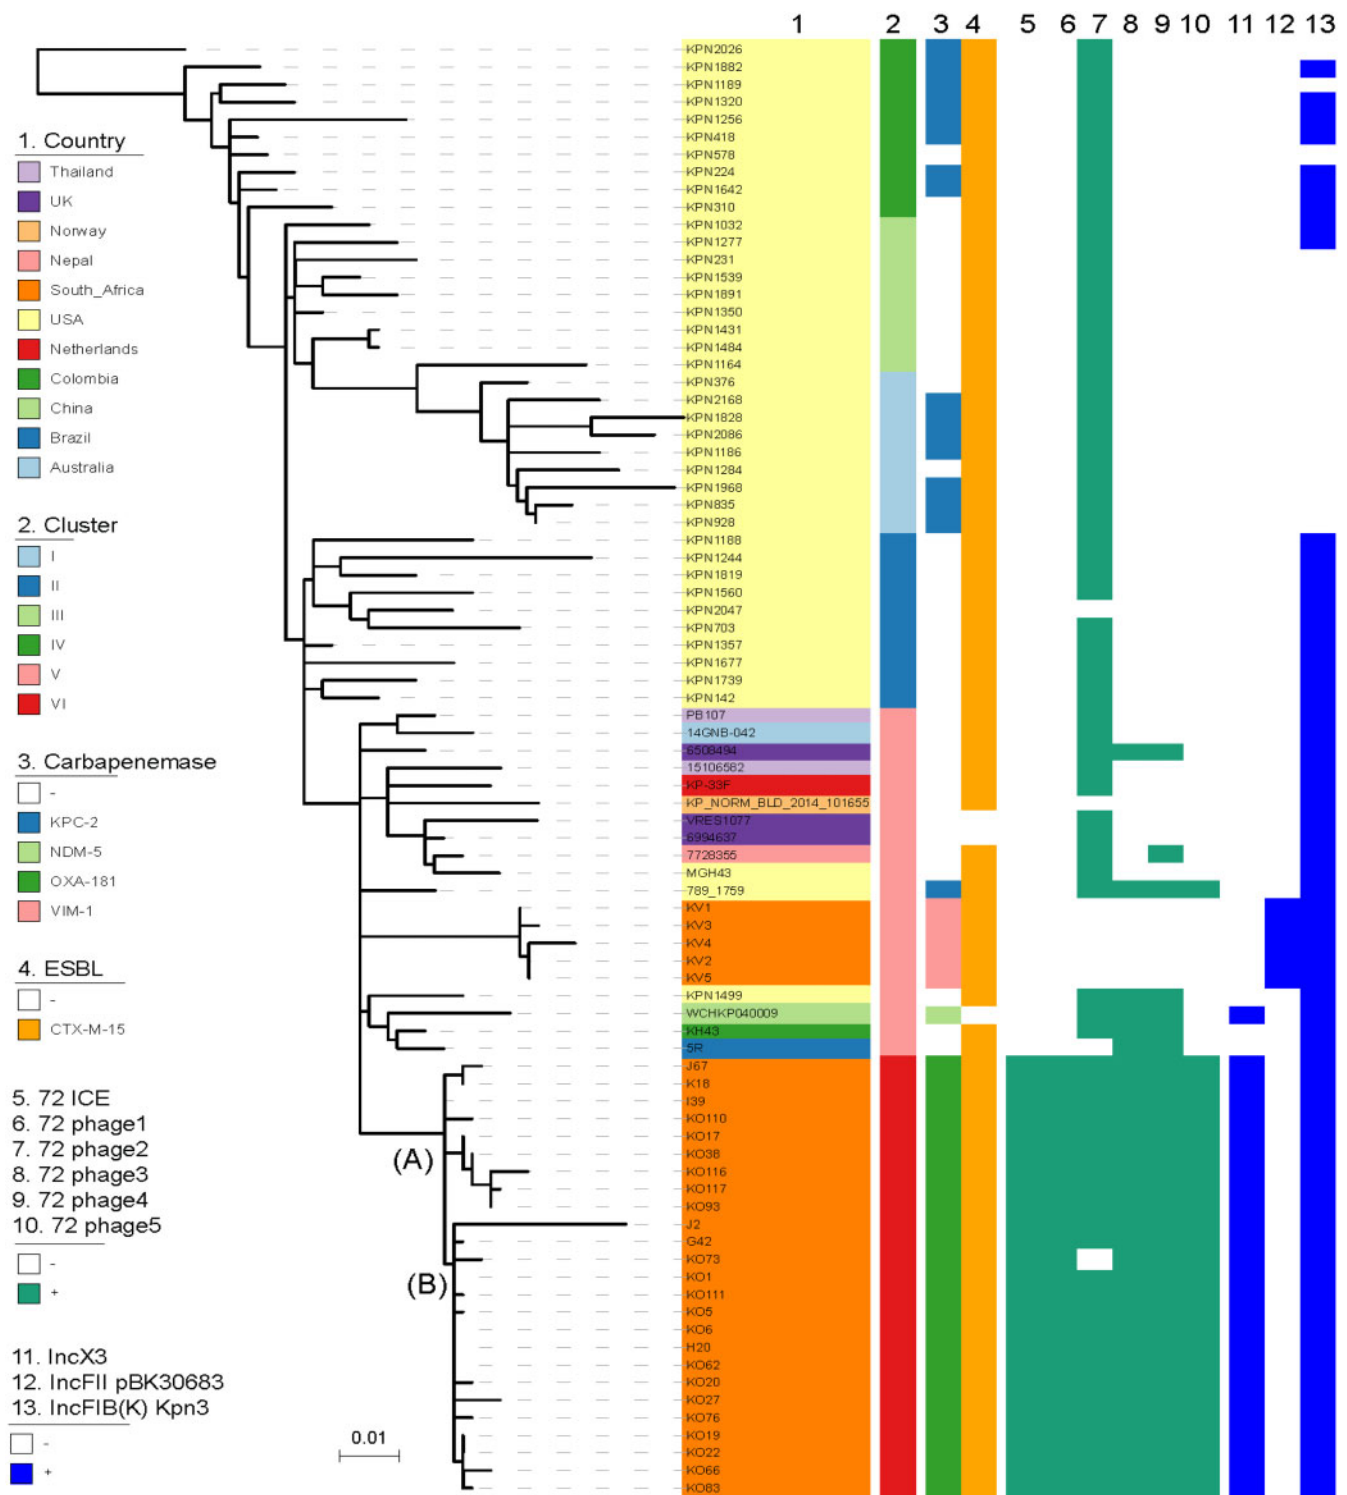 1 2 3 4 5 6 7 8 9 10 11 12 13
1. Country
Thailand
UK
Norway
Nepal
South_Africa
USA
Netherlands
Colombia
China
Brazil
Australia
2. Cluster
I
II
III
IV
V
VI
3. Carbapenemase
-
KPC-2
NDM-5
OXA-181
VIM-1
4. ESBL
-
CTX-M-15
5. 72 ICE
6. 72 phage1
7. 72 phage2
8. 72 phage3
9. 72 phage4
10. 72 phage5
-
+
11. IncX3
12. IncFII pBK30683
13. IncFIB(K) Kpn3
-
+
(A)
(B)
0.01
KPN2026
KPN1882
KPN1189
KPN1320
KPN1256
KPN418
KPN578
KPN224
KPN1642
KPN310
KPN1032
KPN1277
KPN231
KPN1539
KPN1891
KPN1350
KPN1431
KPN1484
KPN1164
KPN376
KPN2168
KPN1828
KPN2086
KPN1186
KPN1284
KPN1968
KPN835
KPN928
KPN1188
KPN1244
KPN1819
KPN1560
KPN2047
KPN703
KPN1357
KPN1677
KPN1739
KPN142
PB107
14GNB-042
6508494
15106582
KP-33F
KP_NORM_BLD_2014_101655
VRES1077
6994637
7728355
MGH43
789_1759
KV1
KV3
KV4
KV2
KV5
KPN1499
WCHKP040009
KH43
5R
J67
K18
I39
KO110
KO17
KO38
KO116
KO117
KO93
J2
G42
KO73
KO1
KO111
KO5
KO6
H20
KO62
KO20
KO27
KO76
KO19
KO22
KO66
KO83